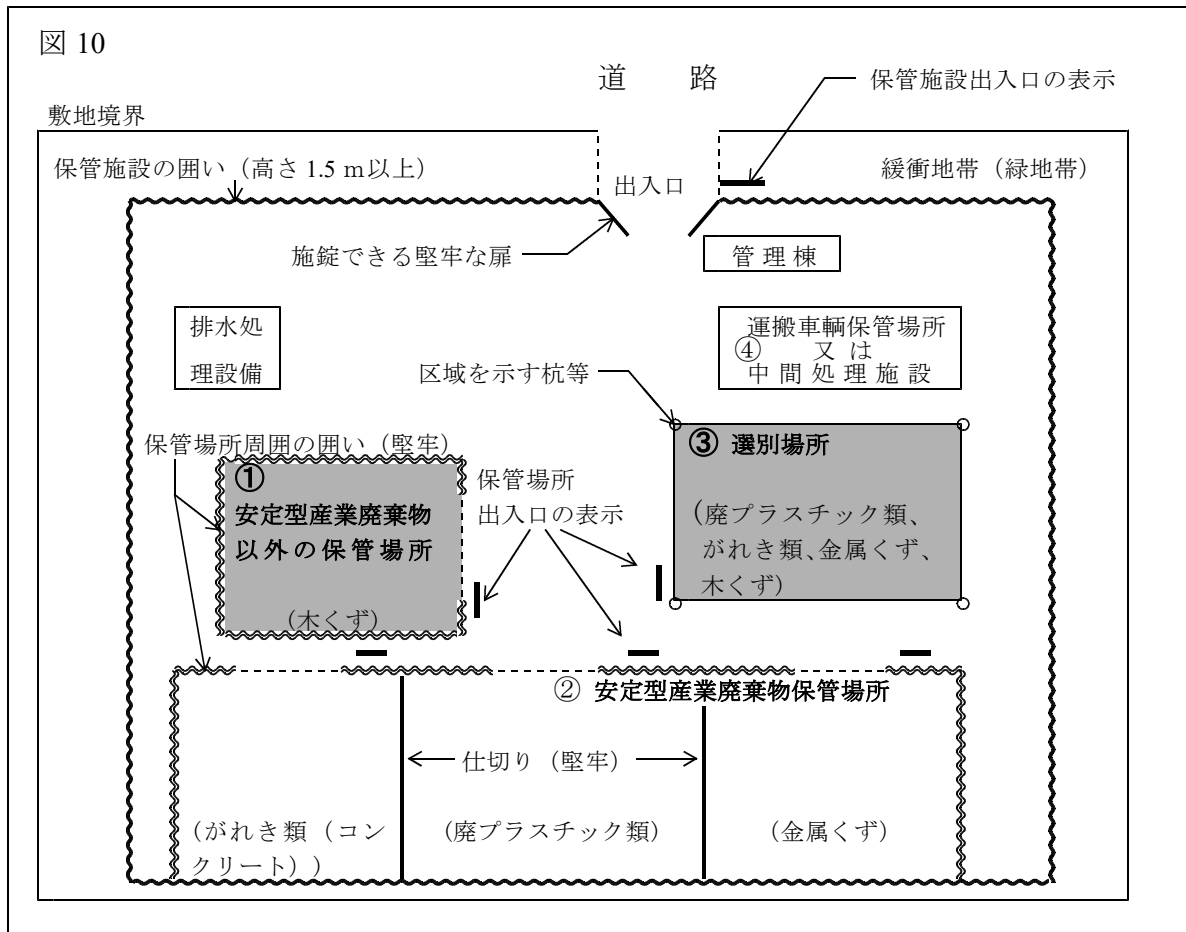 図 10
道　　路
保管施設出入口の表示
敷地境界
保管施設の囲い（高さ 1.5 m以上）
出入口
緩衝地帯（緑地帯）
施錠できる堅牢な扉
管 理 棟
排水処
理設備
運搬車輌保管場所
④　又 は
中 間 処 理 施 設
区域を示す杭等
保管場所周囲の囲い（堅牢）
①
安定型産業廃棄物
以外の保管場所
（木くず）
保管場所
出入口の表示
③ 選別場所
（廃プラスチック類、
がれき類、金属くず、
木くず）
② 安定型産業廃棄物保管場所
仕切り（堅牢）
（がれき類（コン
クリート））
（廃プラスチック類）
（金属くず）